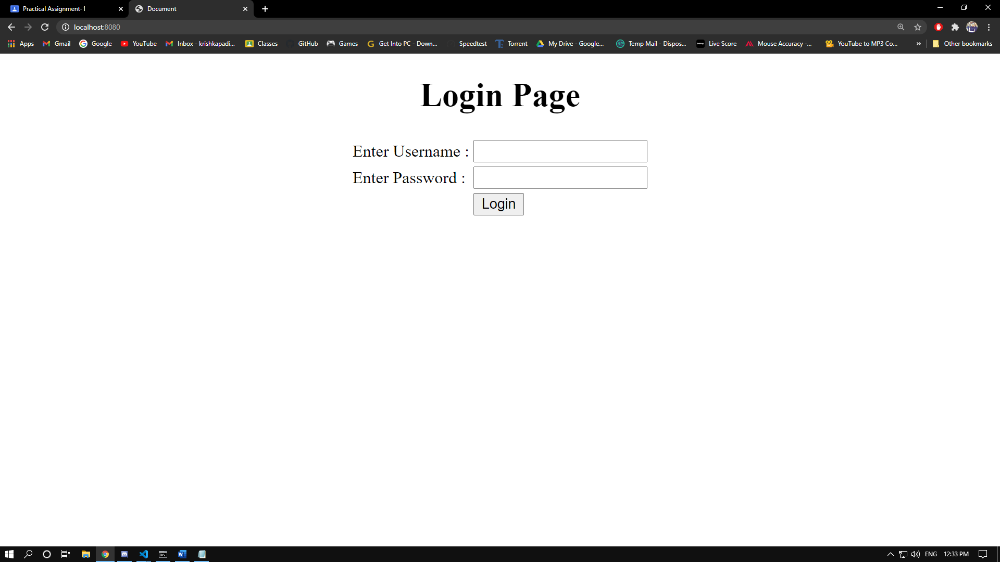 Practical Assignment-1
Document
localhost:8080
Apps
Gmail
Google
YouTube
Inbox - krishkapadi...
Classes
GitHub
Games
Get Into PC - Down...
Speedtest
Torrent
My Drive - Google...
Temp Mail - Dispos...
Live Score
Mouse Accuracy -...
YouTube to MP3 Co...
Other bookmarks
Login Page
Enter Username :
Enter Password :
Login
ENG
12:33 PM